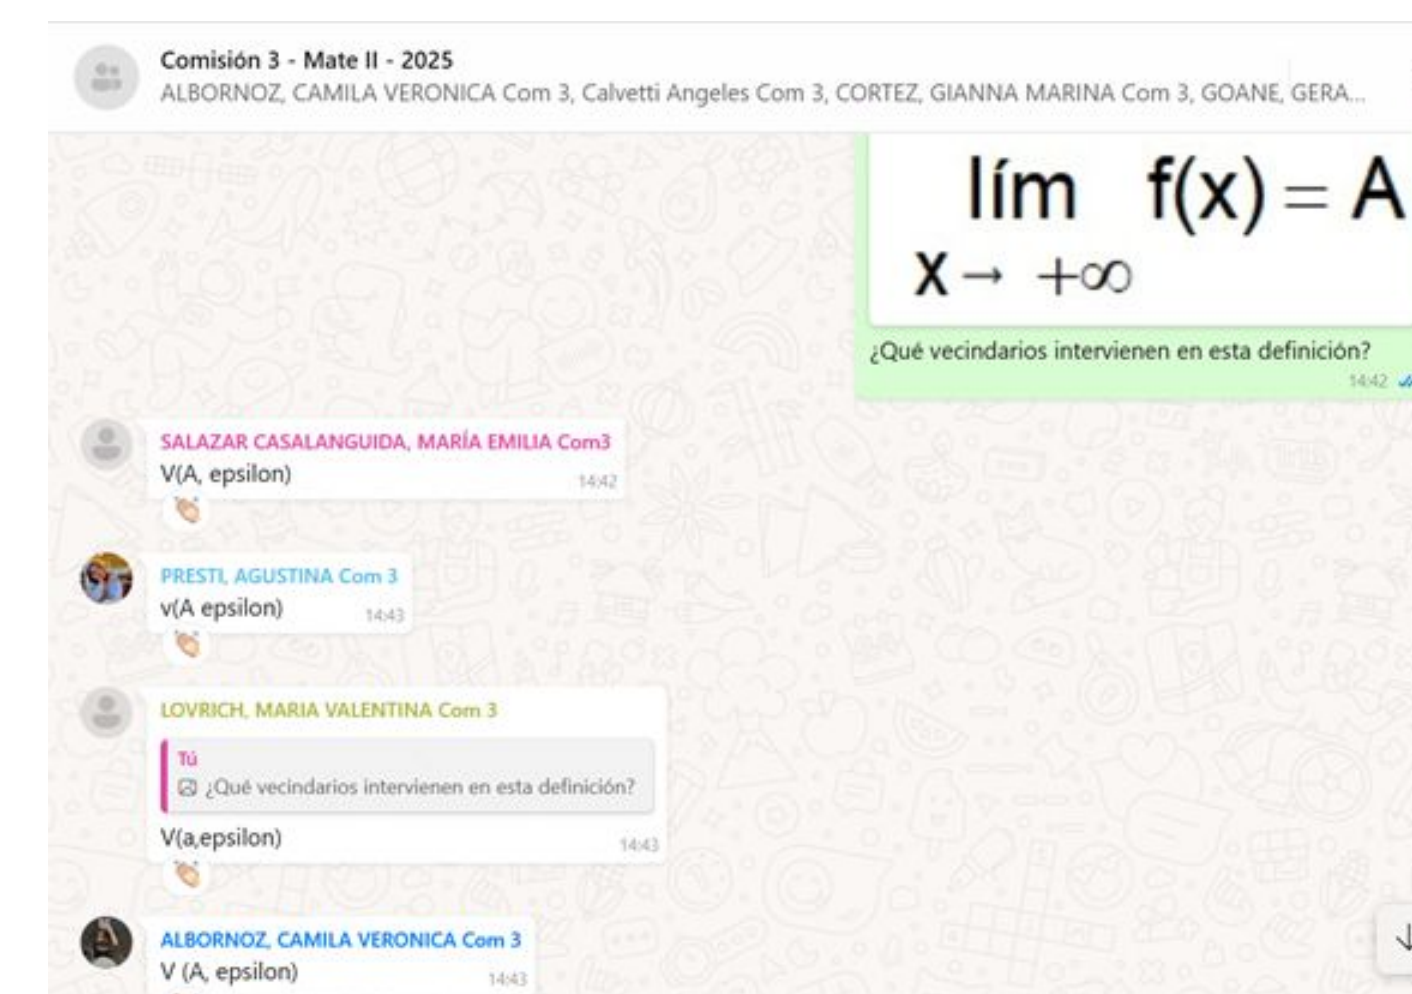 Comisión 3 - Mate II - 2025
ALBORNOZ, CAMILA VERONICA Com 3, Calvetti Angeles Com 3, CORTEZ, GIANNA MARINA Com 3, GOANE, GERA...
lím f(x) = A
x → +∞
¿Qué vecindarios intervienen en esta definición?
14:42
SALAZAR CASALANGUIDA, MARÍA EMILIA Com3
V(A, epsilon)
14:42
PRESTI, AGUSTINA Com 3
v(A epsilon)
14:43
LOVRICH, MARIA VALENTINA Com 3
Tú
¿Qué vecindarios intervienen en esta definición?
V(a,epsilon)
14:43
ALBORNOZ, CAMILA VERONICA Com 3
V (A, epsilon)
14:43